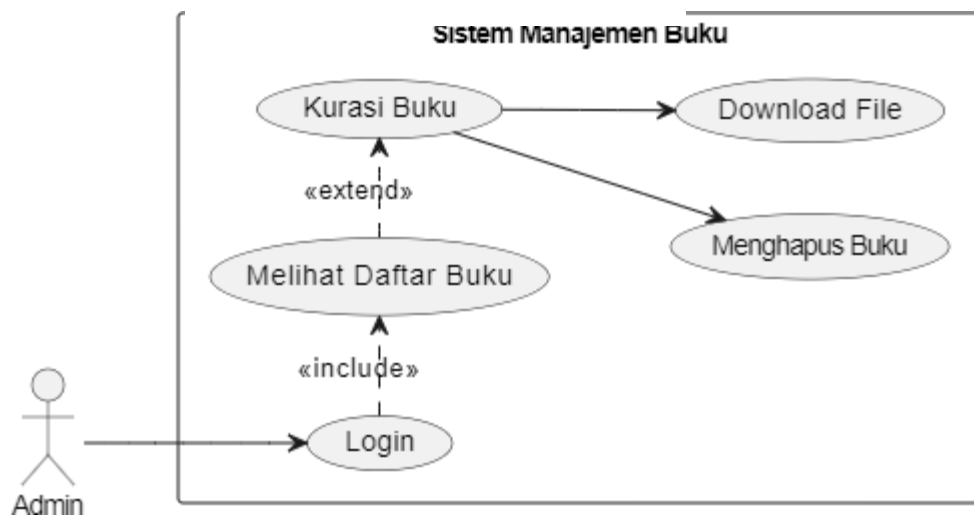 Sistem Manajemen Buku
Kurasi Buku
Download File
«extend»
Menghapus Buku
Melihat Daftar Buku
«include»
Login
Admin